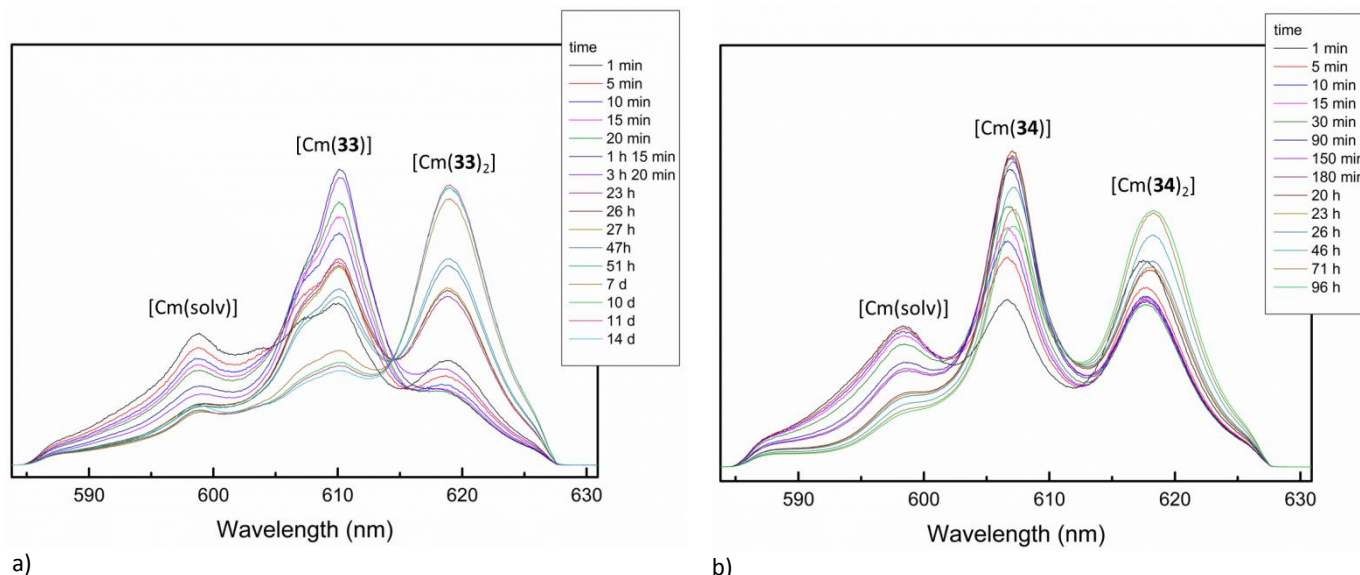 time
1 min
5 min
10 min
15 min
20 min
1 h 15 min
3 h 20 min
23 h
26 h
27 h
47h
51 h
7 d
10 d
11 d
14 d
[Cm(33)]
[Cm(33)₂]
[Cm(solv)]
590 600 610 620 630
Wavelength (nm)
a)
time
1 min
5 min
10 min
15 min
30 min
90 min
150 min
180 min
20 h
23 h
26 h
46 h
71 h
96 h
[Cm(34)]
[Cm(34)₂]
[Cm(solv)]
590 600 610 620 630
Wavelength (nm)
b)